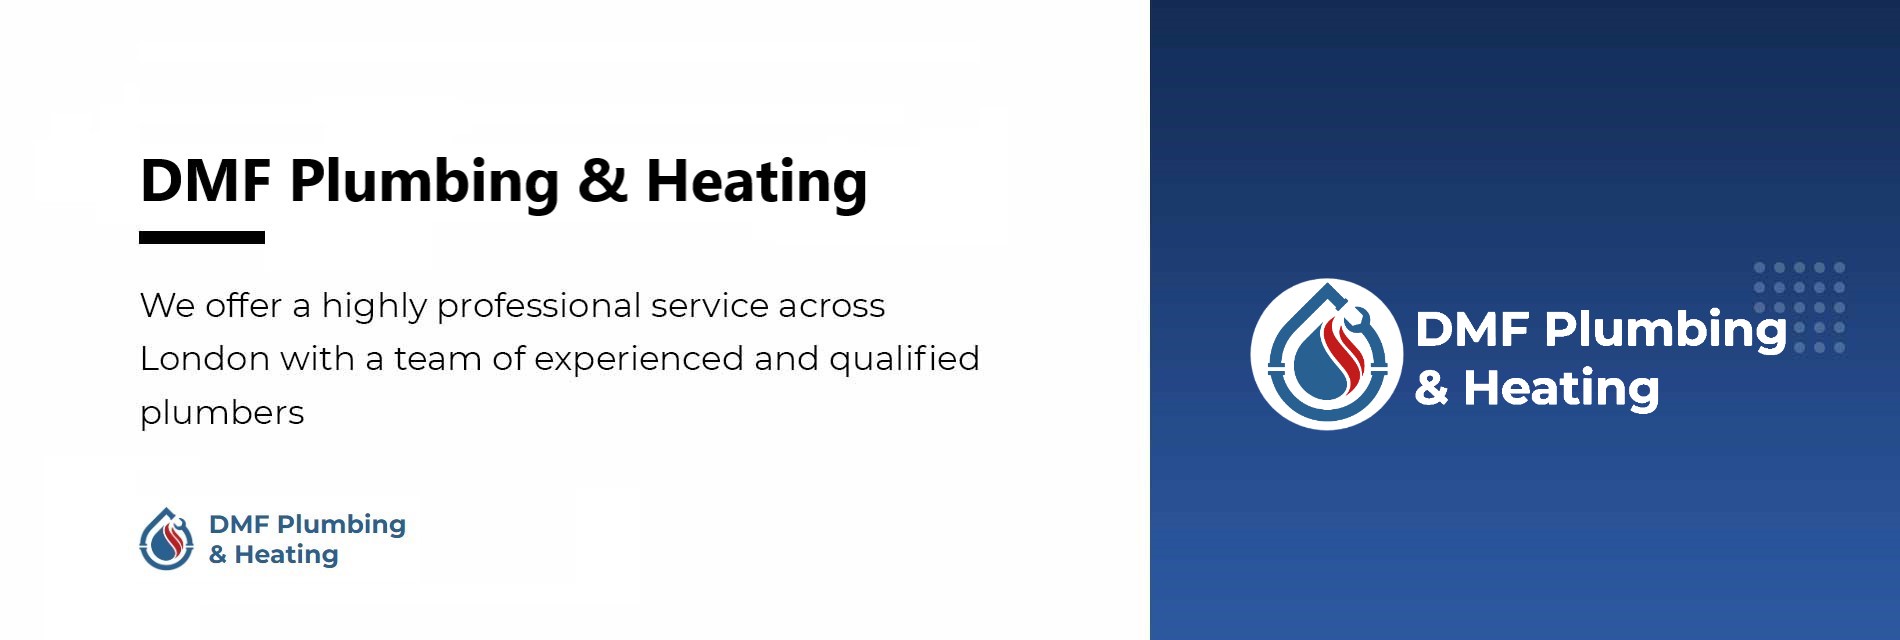 DMF Plumbing & Heating
We offer a highly professional service across
London with a team of experienced and qualified
plumbers
DMF Plumbing
& Heating
DMF Plumbing
& Heating